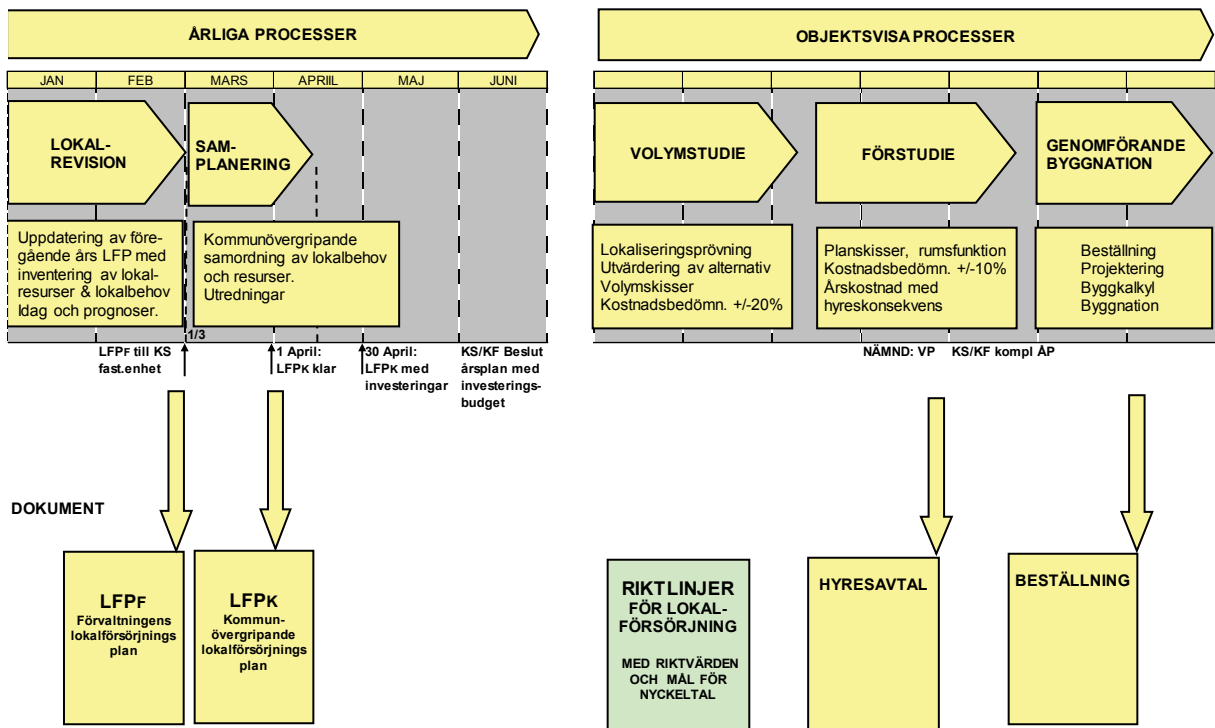 ÅRLIGA PROCESSER
JAN
FEB
MARS
APRIIL
MAJ
JUNI
LOKAL-
REVISION
SAM-
PLANERING
Uppdatering av före-
gående års LFP med
inventering av lokal-
resurser & lokalbehov
Idag och prognoser.
Kommunövergripande
samordning av lokalbehov
och resurser.
Utredningar
1/3
LFPF till KS
fast.enhet
1 April:
LFPK klar
30 April:
LFPK med
investeringar
KS/KF Beslut
årsplan med
investerings-
budget
OBJEKTSVISA PROCESSER
VOLYMSTUDIE
FÖRSTUDIE
GENOMFÖRANDE
BYGGNATION
Lokaliseringsprövning
Utvärdering av alternativ
Volymskisser
Kostnadsbedömn. +/-20%
Planskisser, rumsfunktion
Kostnadsbedömn. +/-10%
Årskostnad med
hyreskonsekvens
Beställning
Projektering
Byggkalkyl
Byggnation
NÄMND: VP KS/KF kompl ÅP
DOKUMENT
LFPF
Förvaltningens
lokalförsörjnings
plan
LFPK
Kommun-
övergripande
lokalförsörjnings
plan
RIKTLINJER
FÖR LOKAL-
FÖRSÖRJNING
MED RIKTVÄRDEN
OCH MÅL FÖR
NYCKELTAL
HYRESAVTAL
BESTÄLLNING